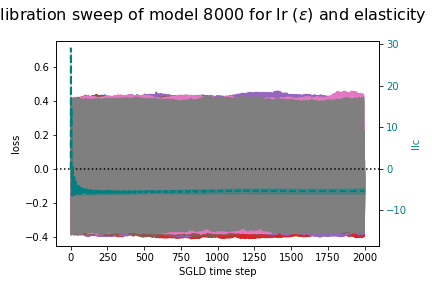 libration sweep of model 8000 for lr (ε) and elasticity
0.6
0.4
0.2
0.0
−0.2
−0.4
loss
30
20
10
0
−10
llc
0 250 500 750 1000 1250 1500 1750 2000
SGLD time step